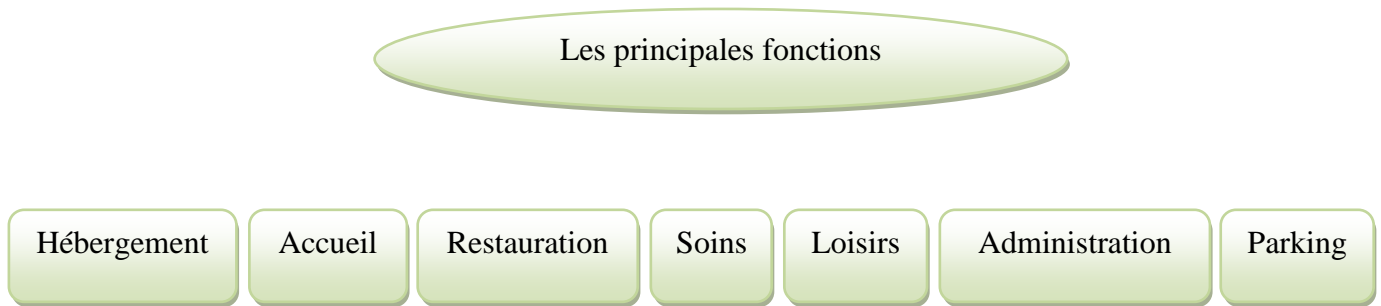 Les principales fonctions
Hébergement
Accueil
Restauration
Soins
Loisirs
Administration
Parking